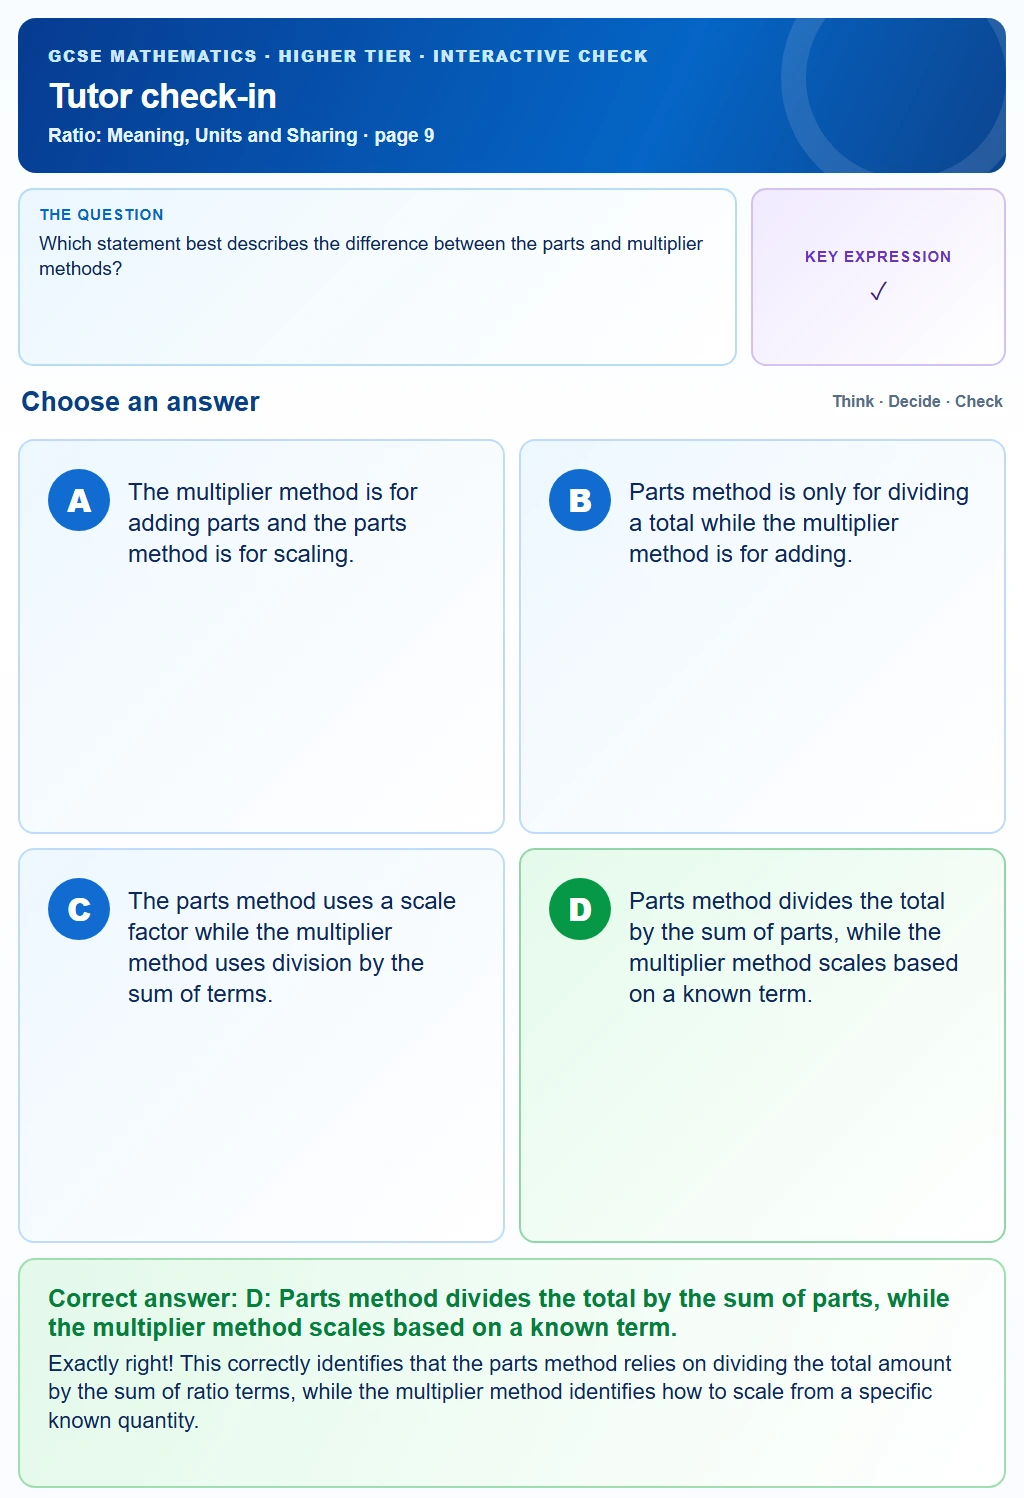 GCSE MATHEMATICS · HIGHER TIER · INTERACTIVE CHECK
Tutor check-in
Ratio: Meaning, Units and Sharing · page 9
THE QUESTION
Which statement best describes the difference between the parts and multiplier
methods?
KEY EXPRESSION
✓
Choose an answer
Think · Decide · Check
A
The multiplier method is for
adding parts and the parts
method is for scaling.
B
Parts method is only for dividing
a total while the multiplier
method is for adding.
C
The parts method uses a scale
factor while the multiplier
method uses division by the
sum of terms.
D
Parts method divides the total
by the sum of parts, while the
multiplier method scales based
on a known term.
Correct answer: D: Parts method divides the total by the sum of parts, while
the multiplier method scales based on a known term.
Exactly right! This correctly identifies that the parts method relies on dividing the total amount
by the sum of ratio terms, while the multiplier method identifies how to scale from a specific
known quantity.